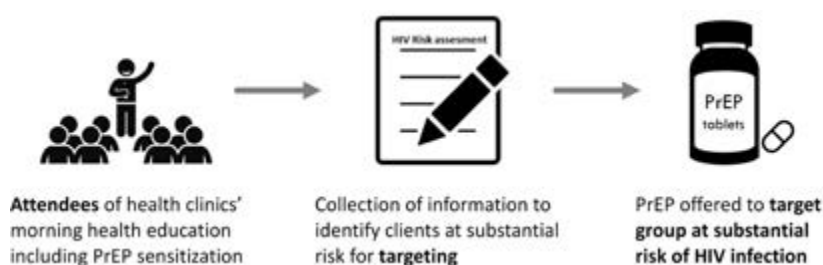 HIV Risk assesment
PrEP
tablets
Attendees of health clinics’
morning health education
including PrEP sensitization
Collection of information to
identify clients at substantial
risk for targeting
PrEP offered to target
group at substantial
risk of HIV infection